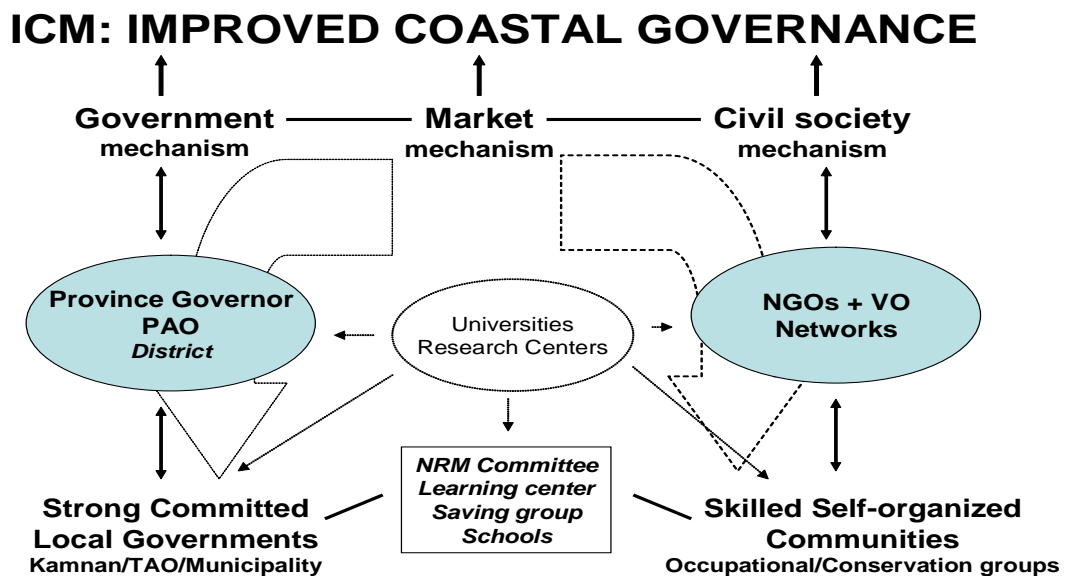 ICM: IMPROVED COASTAL GOVERNANCE
Government
mechanism
Market
mechanism
Civil society
mechanism
Province Governor
PAO
District
Universities
Research Centers
NGOs + VO
Networks
NRM Committee
Learning center
Saving group
Schools
Strong Committed
Local Governments
Kamnan/TAO/Municipality
Skilled Self-organized
Communities
Occupational/Conservation groups